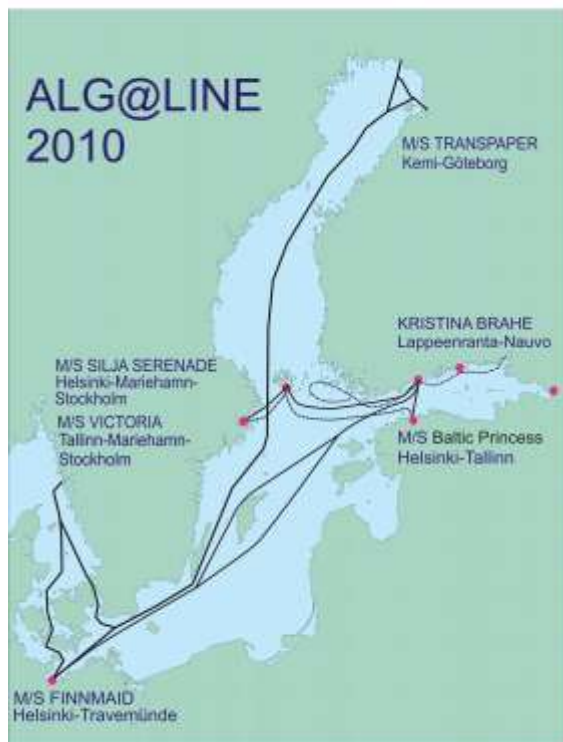 ALG@LINE
2010
M/S TRANSPAPER
Kemi-Göteborg
KRISTINA BRAHE
Lappeenranta-Nauvo
M/S SILJA SERENADE
Helsinki-Mariehamn-
Stockholm
M/S VICTORIA
Tallinn-Mariehamn-
Stockholm
M/S Baltic Princess
Helsinki-Tallinn
M/S FINNMAID
Helsinki-Travemünde